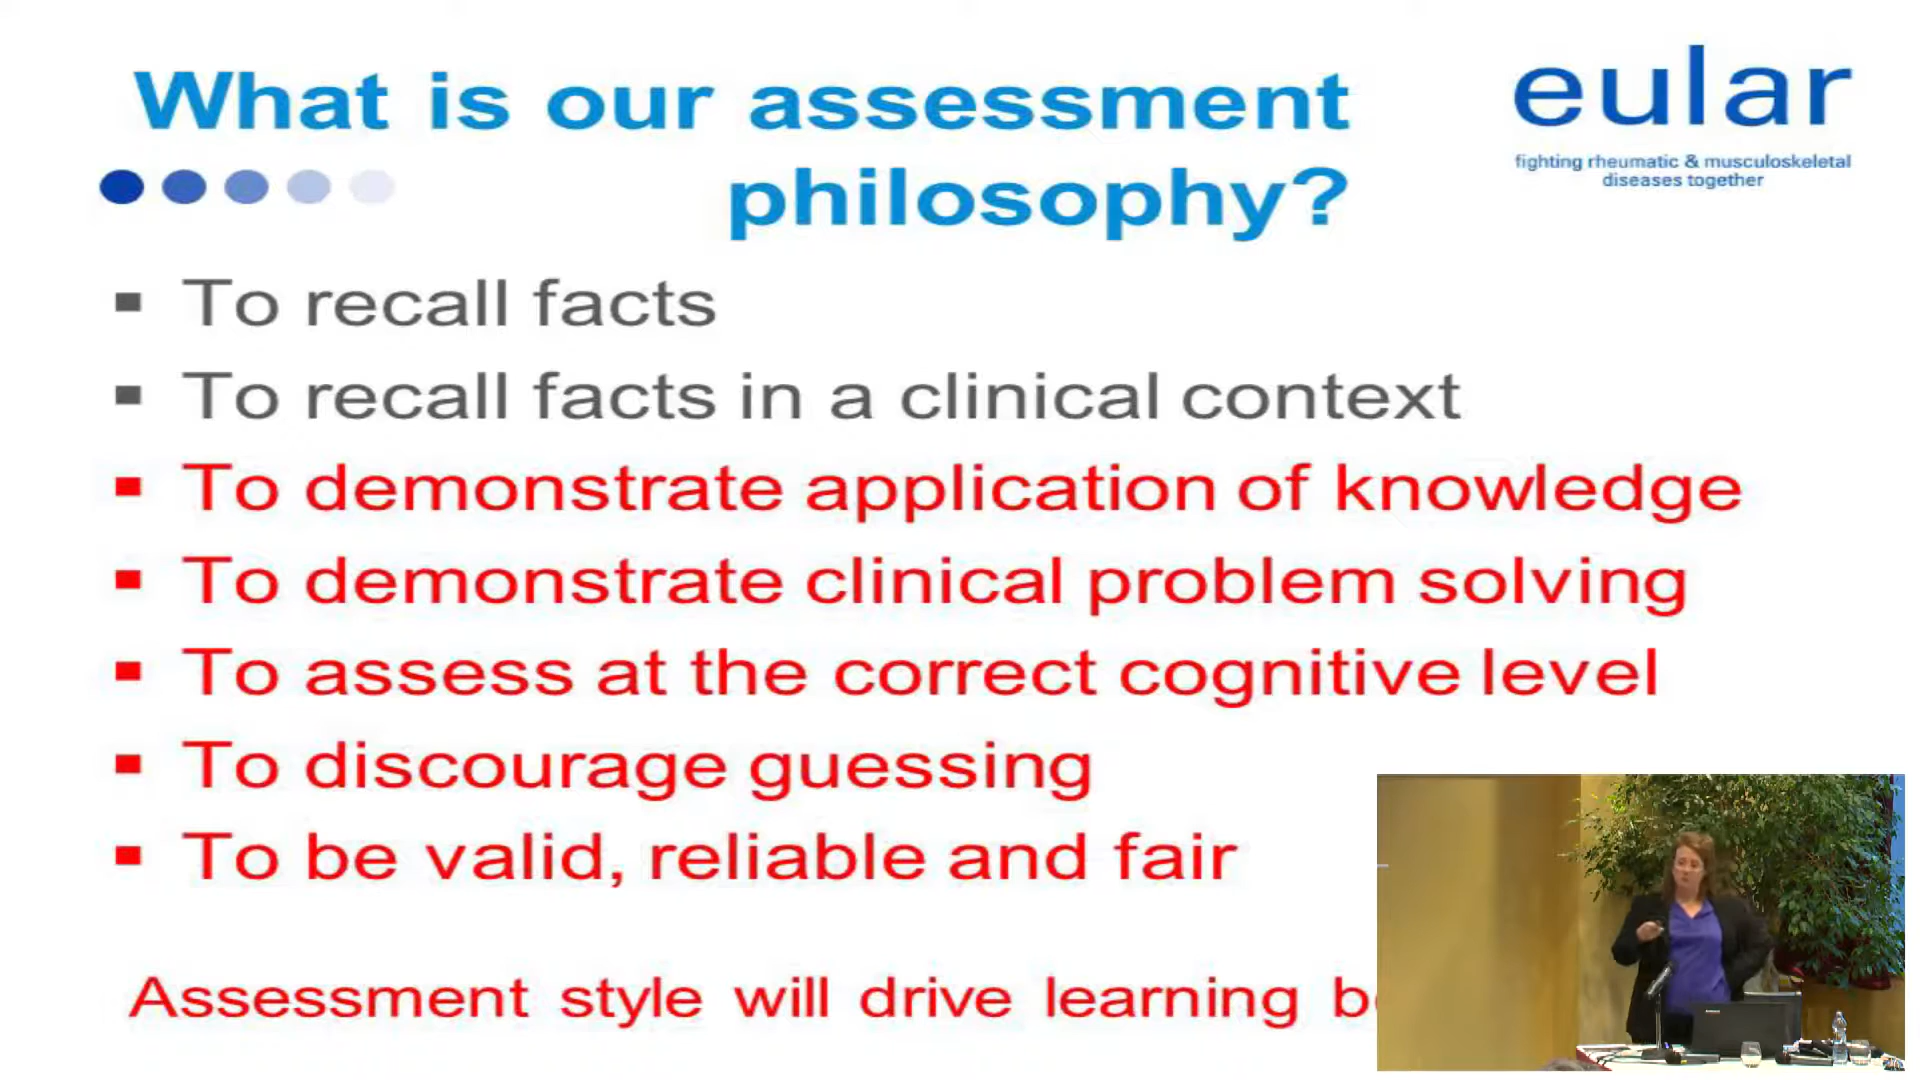 What is our assessment
philosophy?
eular
fighting rheumatic & musculoskeletal
diseases together
▪ To recall facts
▪ To recall facts in a clinical context
▪ To demonstrate application of knowledge
▪ To demonstrate clinical problem solving
▪ To assess at the correct cognitive level
▪ To discourage guessing
▪ To be valid, reliable and fair
Assessment style will drive learning